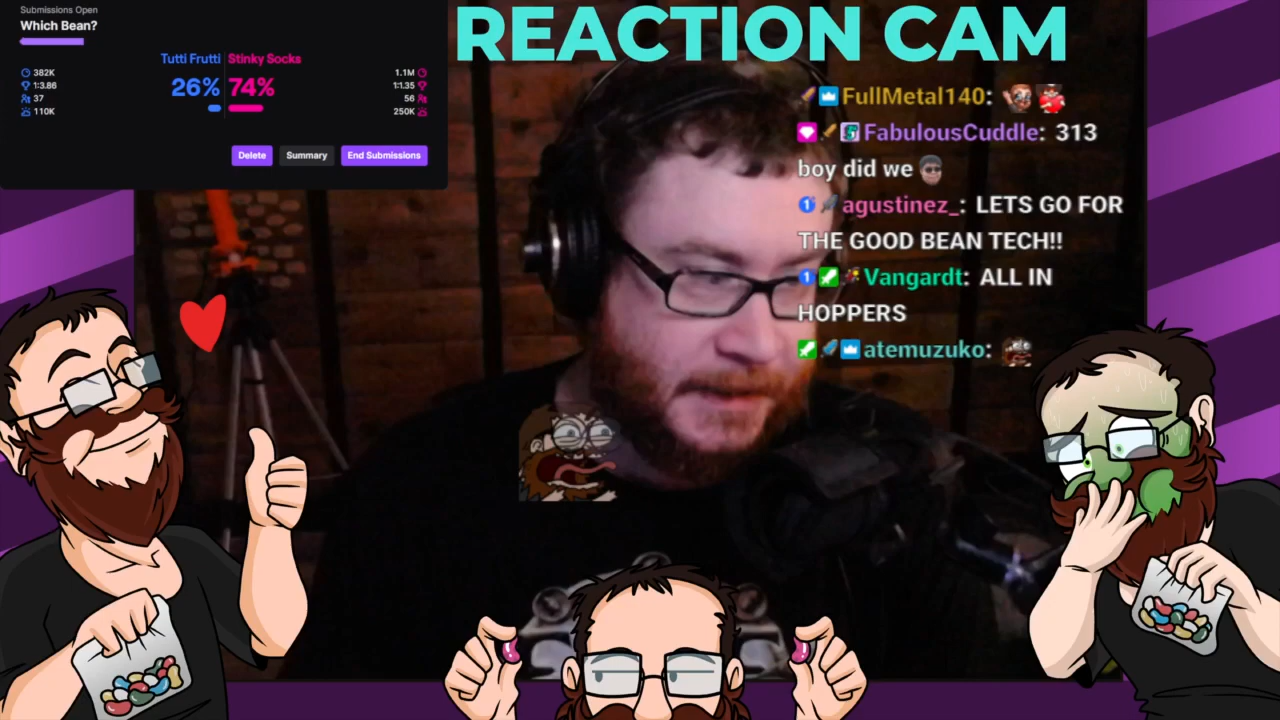 Submissions Open
Which Bean?
Tutti Frutti Stinky Socks
382K 26% 74% 1.1M
1:3.86 1:1.35
37 56
110K 250K
Delete Summary End Submissions
REACTION CAM
FullMetal140:
FabulousCuddle: 313
boy did we
agustinez_: LETS GO FOR
THE GOOD BEAN TECH!!
Vangardt: ALL IN
HOPPERS
atemuzuko: